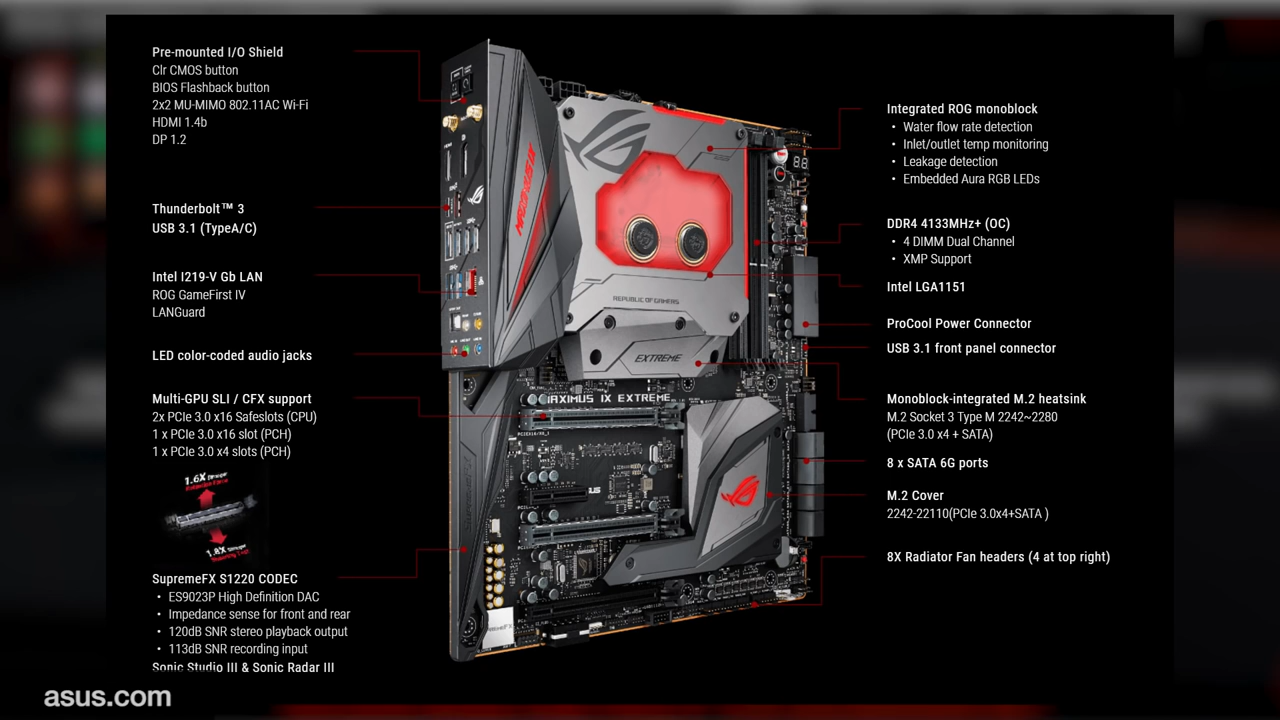 Pre-mounted I/O Shield
Clr CMOS button
BIOS Flashback button
2x2 MU-MIMO 802.11AC Wi-Fi
HDMI 1.4b
DP 1.2
Thunderbolt™ 3
USB 3.1 (TypeA/C)
Intel I219-V Gb LAN
ROG GameFirst IV
LANGuard
LED color-coded audio jacks
Multi-GPU SLI / CFX support
2x PCIe 3.0 x16 Safeslots (CPU)
1 x PCIe 3.0 x16 slot (PCH)
1 x PCIe 3.0 x4 slots (PCH)
1.6X Stronger
1.8X Stronger
SupremeFX S1220 CODEC
• ES9023P High Definition DAC
• Impedance sense for front and rear
• 120dB SNR stereo playback output
• 113dB SNR recording input
Sonic Studio III & Sonic Radar III
MAXIMUS IX
REPUBLIC OF GAMERS
EXTREME
MAXIMUS IX EXTREME
Integrated ROG monoblock
• Water flow rate detection
• Inlet/outlet temp monitoring
• Leakage detection
• Embedded Aura RGB LEDs
DDR4 4133MHz+ (OC)
• 4 DIMM Dual Channel
• XMP Support
Intel LGA1151
ProCool Power Connector
USB 3.1 front panel connector
Monoblock-integrated M.2 heatsink
M.2 Socket 3 Type M 2242~2280
(PCIe 3.0 x4 + SATA)
8 x SATA 6G ports
M.2 Cover
2242-22110(PCIe 3.0x4+SATA )
8X Radiator Fan headers (4 at top right)
asus.com